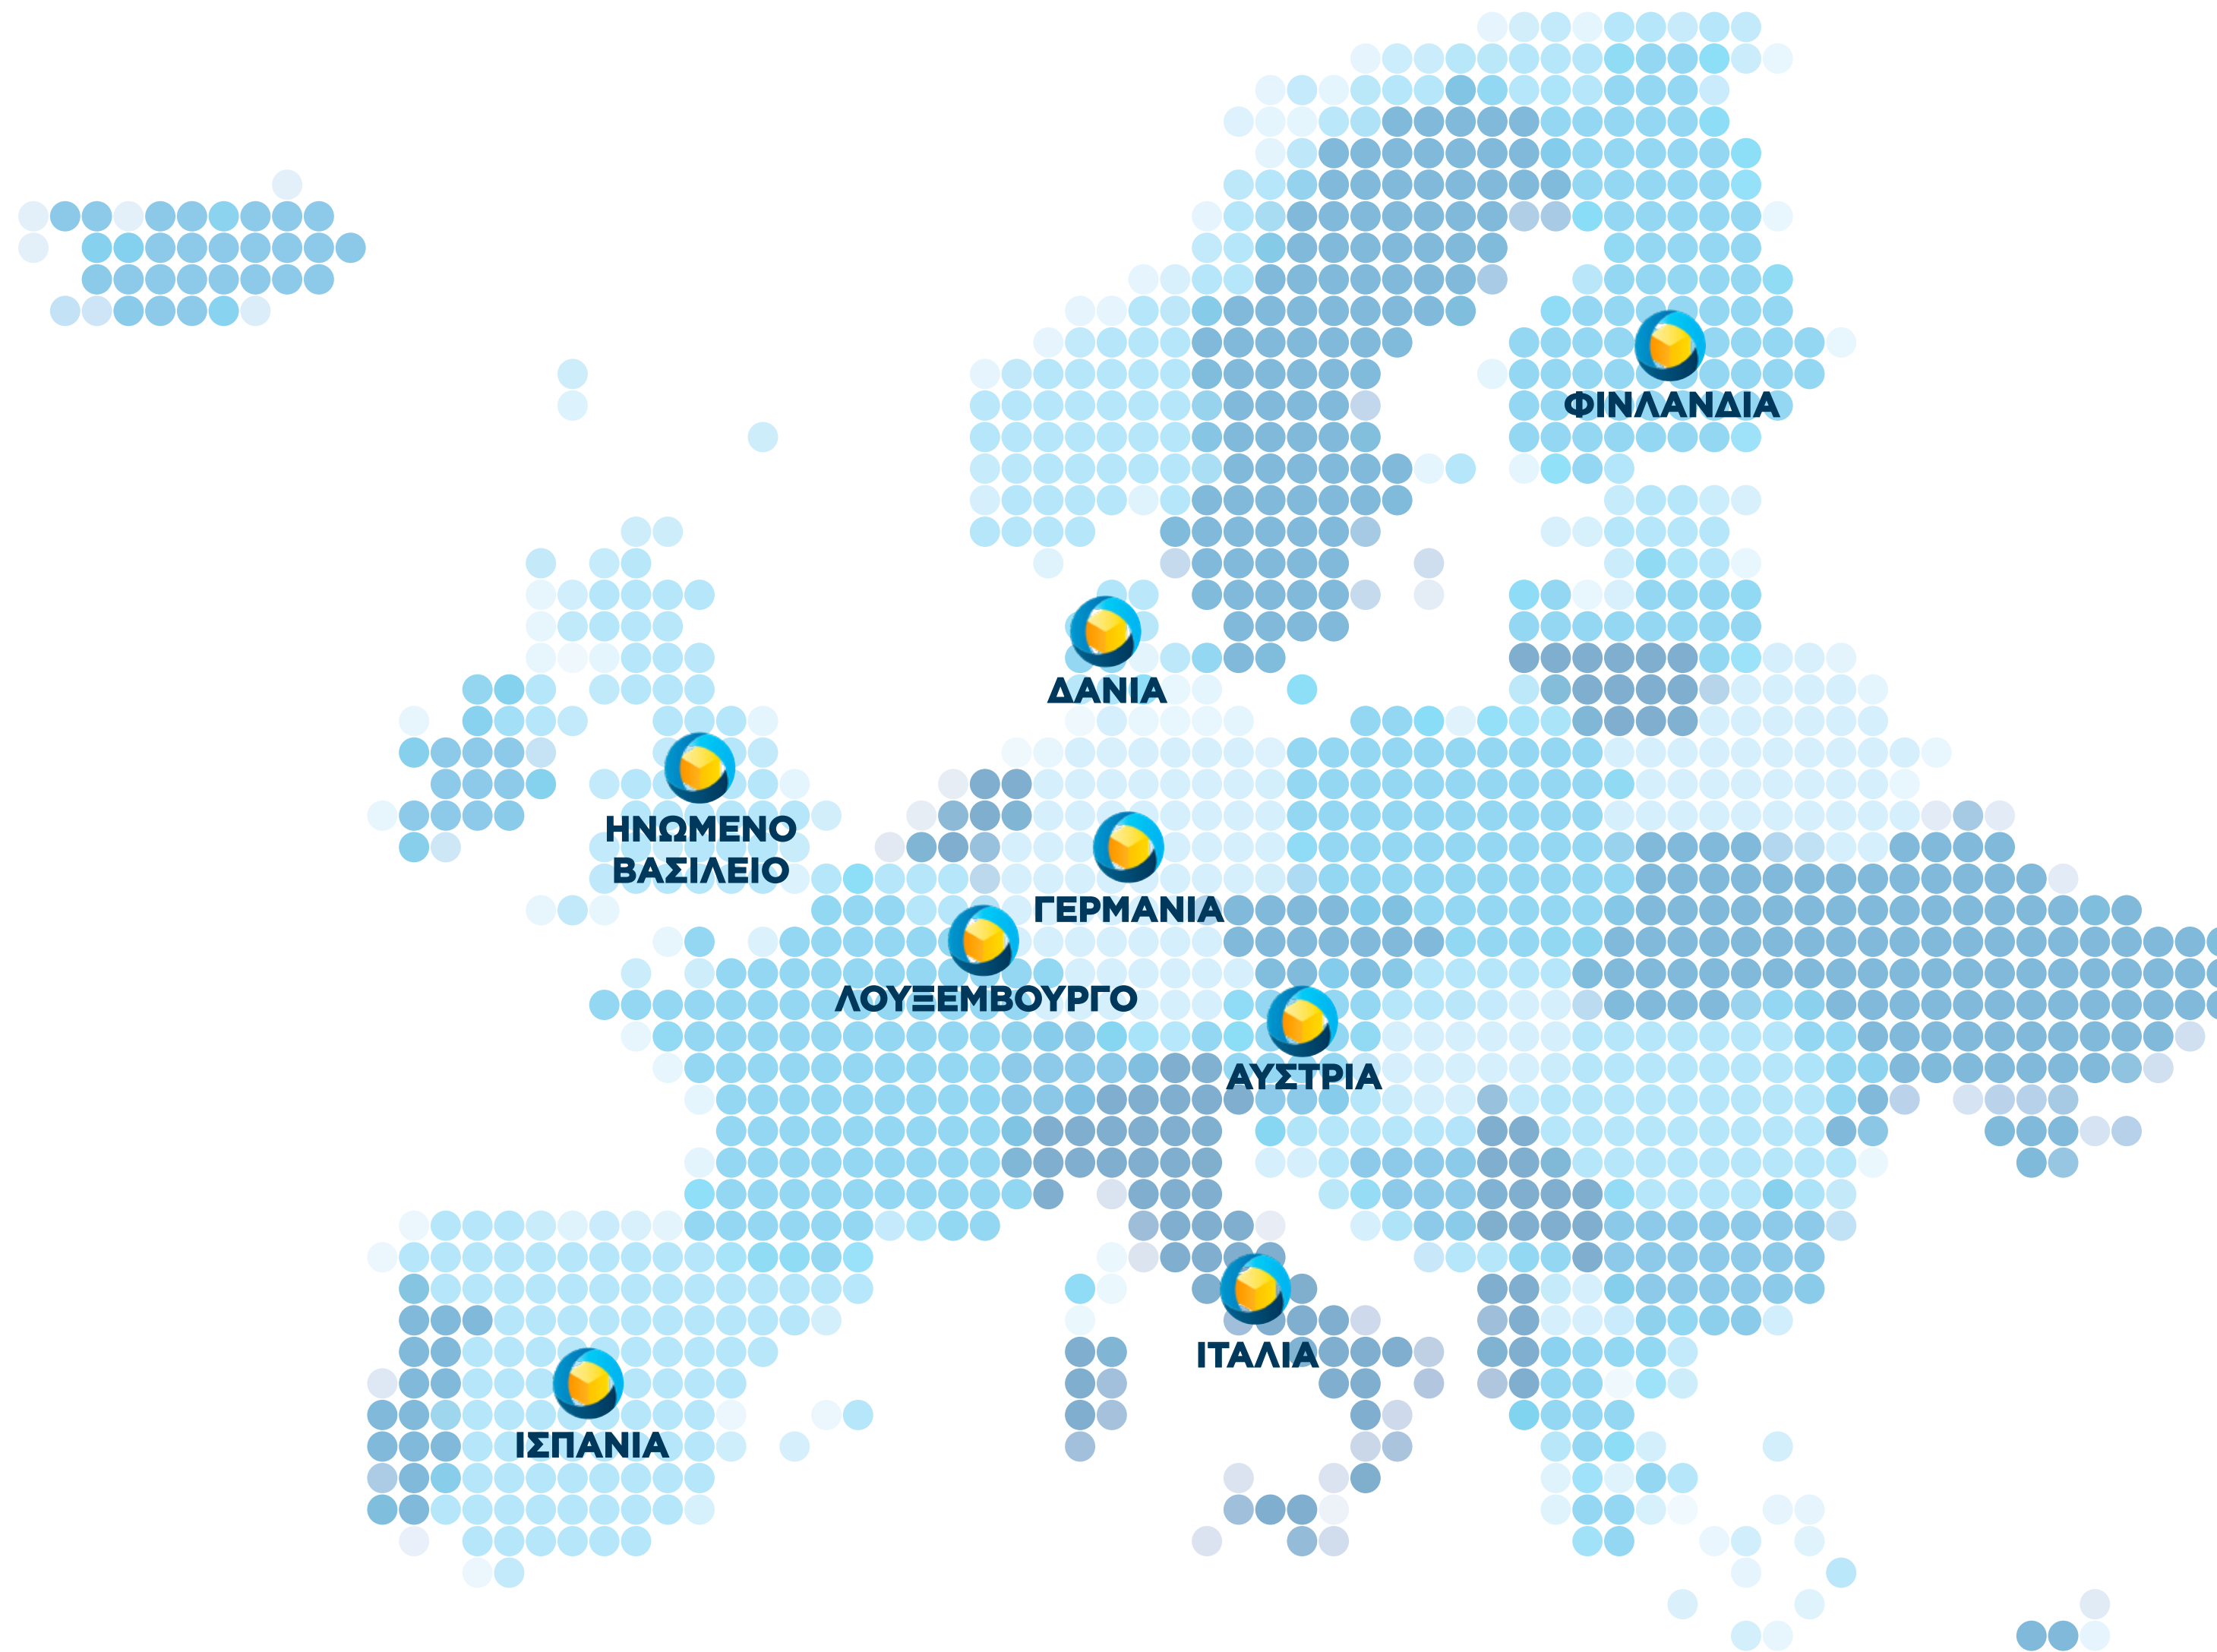 ΦΙΝΛΑΝΔΙΑ
ΔΑΝΙΑ
ΗΝΩΜΕΝΟ
ΒΑΣΙΛΕΙΟ
ΓΕΡΜΑΝΙΑ
ΛΟΥΞΕΜΒΟΥΡΓΟ
ΑΥΣΤΡΙΑ
ΙΤΑΛΙΑ
ΙΣΠΑΝΙΑ